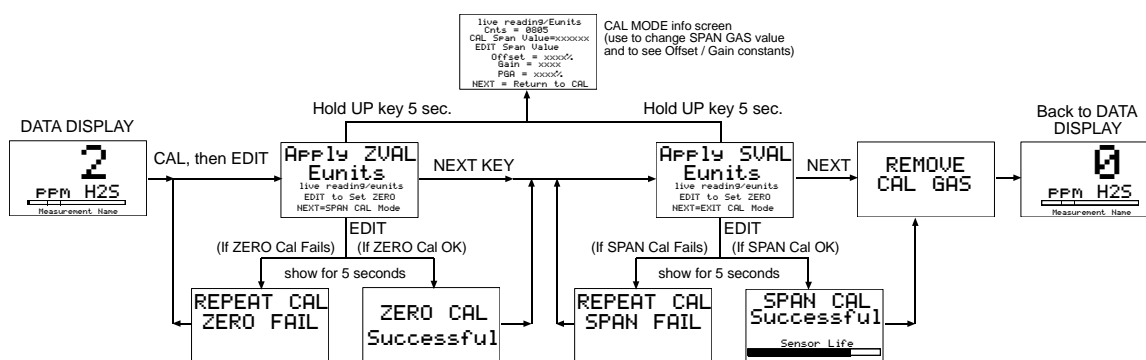 live reading/Eunits
Cnts = 0805
CAL Span Value=xxxxxx
EDIT Span Value
Offset = xxxx%
Gain = xxxx
PGA = xxxx%
NEXT = Return to CAL
CAL MODE info screen
(use to change SPAN GAS value
and to see Offset / Gain constants)
Hold UP key 5 sec.
Hold UP key 5 sec.
DATA DISPLAY
2
PPM H2S
Measurement Name
CAL, then EDIT
Apply ZVAL
Eunits
live reading/eunits
EDIT to Set ZERO
NEXT=SPAN CAL Mode
NEXT KEY
Apply SVAL
Eunits
live reading/eunits
EDIT to Set ZERO
NEXT=EXIT CAL Mode
NEXT
REMOVE
CAL GAS
Back to DATA
DISPLAY
0
PPM H2S
Measurement Name
EDIT
(If ZERO Cal Fails)
(If ZERO Cal OK)
show for 5 seconds
REPEAT CAL
ZERO FAIL
ZERO CAL
Successful
EDIT
(If SPAN Cal Fails)
(If SPAN Cal OK)
show for 5 seconds
REPEAT CAL
SPAN FAIL
SPAN CAL
Successful
Sensor Life